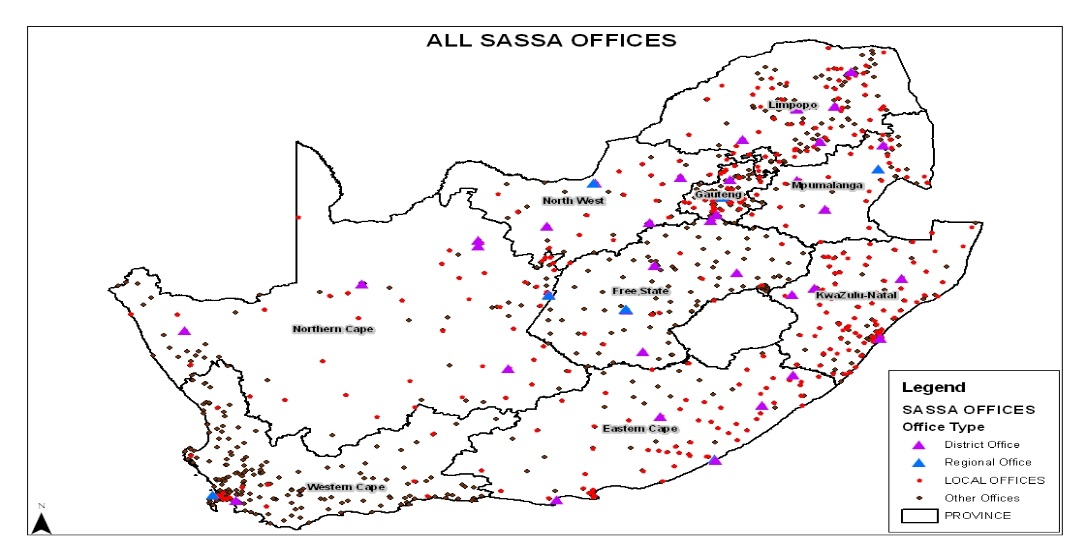 ALL SASSA OFFICES
Limpopo
Mpumalanga
Gauteng
North West
Free State
KwaZulu-Natal
Northern Cape
Eastern Cape
Western Cape
Legend
SASSA OFFICES
Office Type
District Office
Regional Office
LOCAL OFFICES
Other Offices
PROVINCE
N